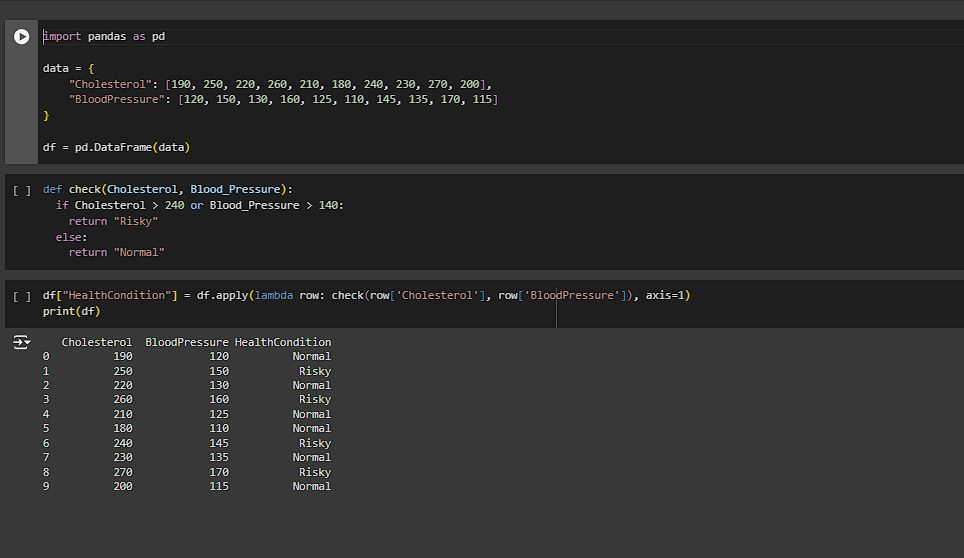 import pandas as pd
data = {
    "Cholesterol": [190, 250, 220, 260, 210, 180, 240, 230, 270, 200],
    "BloodPressure": [120, 150, 130, 160, 125, 110, 145, 135, 170, 115]
}
df = pd.DataFrame(data)
[ ] def check(Cholesterol, Blood_Pressure):
  if Cholesterol > 240 or Blood_Pressure > 140:
    return "Risky"
  else:
    return "Normal"
[ ] df["HealthCondition"] = df.apply(lambda row: check(row['Cholesterol'], row['BloodPressure']), axis=1)
print(df)
   Cholesterol  BloodPressure HealthCondition
0          190            120          Normal
1          250            150           Risky
2          220            130          Normal
3          260            160           Risky
4          210            125          Normal
5          180            110          Normal
6          240            145           Risky
7          230            135          Normal
8          270            170           Risky
9          200            115          Normal